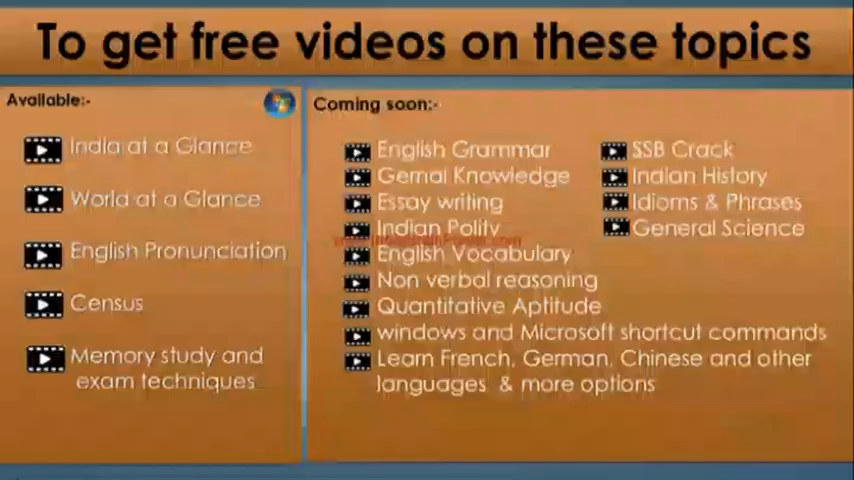 To get free videos on these topics
Available:-
India at a Glance
World at a Glance
English Pronunciation
Census
Memory study and
exam techniques
Coming soon:-
English Grammar
Gernal Knowledge
Essay writing
Indian Polity
English Vocabulary
Non verbal reasoning
Quantitative Aptitude
windows and Microsoft shortcut commands
Learn French, German, Chinese and other
languages & more options
SSB Crack
Indian History
Idioms & Phrases
General Science